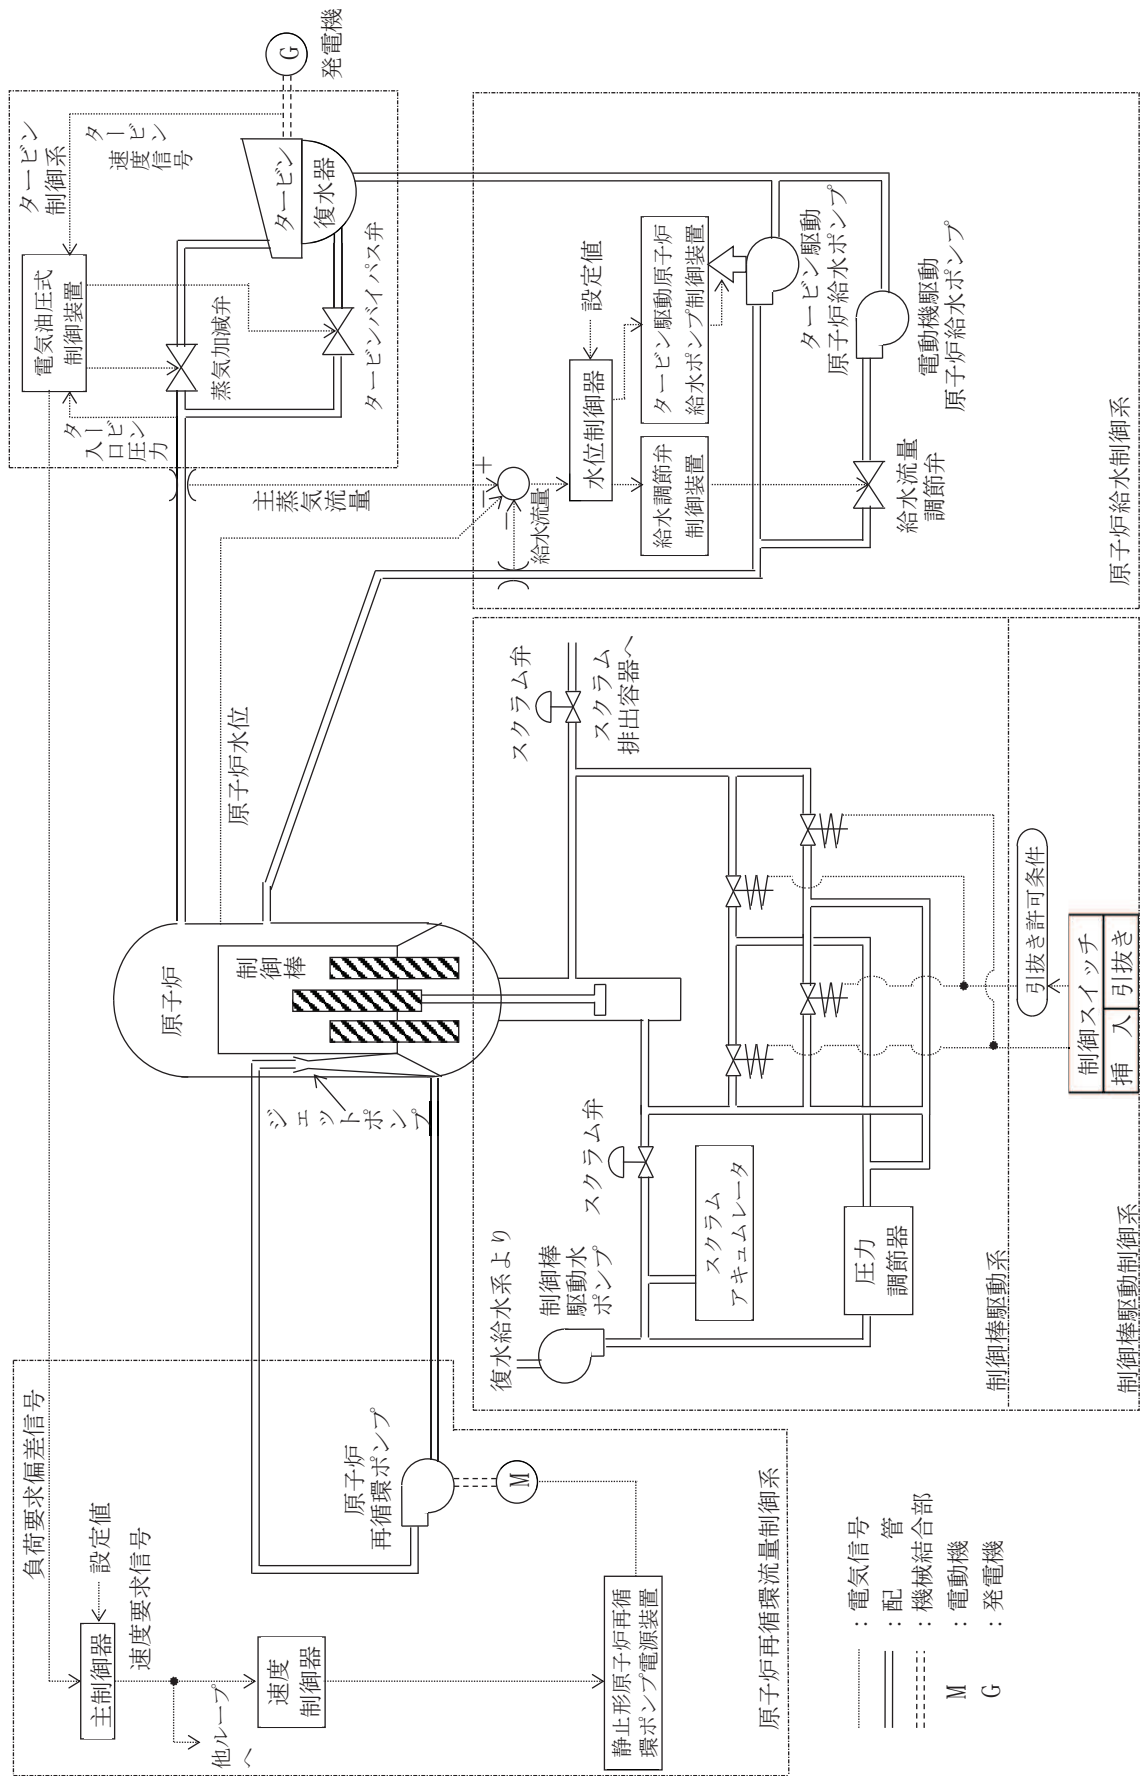 負荷要求偏差信号
主制御器
設定値
速度要求信号
他ループ
へ
速度
制御器
静止形原子炉再循
環ポンプ電源装置
原子炉
再循環ポンプ
M
原子炉再循環流量制御系
原子炉
制御棒
ジェットポンプ
原子炉水位
主蒸気流量
タービン
制御系
電気油圧式
制御装置
タービン
速度信号
タービン
入口圧力
蒸気加減弁
タービンバイパス弁
タービン
復水器
G
発電機
+
−
−
給水流量
水位制御器
設定値
給水調節弁
制御装置
タービン駆動原子炉
給水ポンプ制御装置
タービン駆動
原子炉給水ポンプ
電動機駆動
原子炉給水ポンプ
給水流量
調節弁
原子炉給水制御系
復水給水系より
制御棒
駆動水
ポンプ
スクラム弁
スクラム
アキュムレータ
圧力
調節器
スクラム弁
スクラム
排出容器へ
制御棒駆動系
引抜き許可条件
制御スイッチ
挿 入
引抜き
制御棒駆動制御系
:電気信号
:配 管
:機械結合部
M :電動機
G :発電機